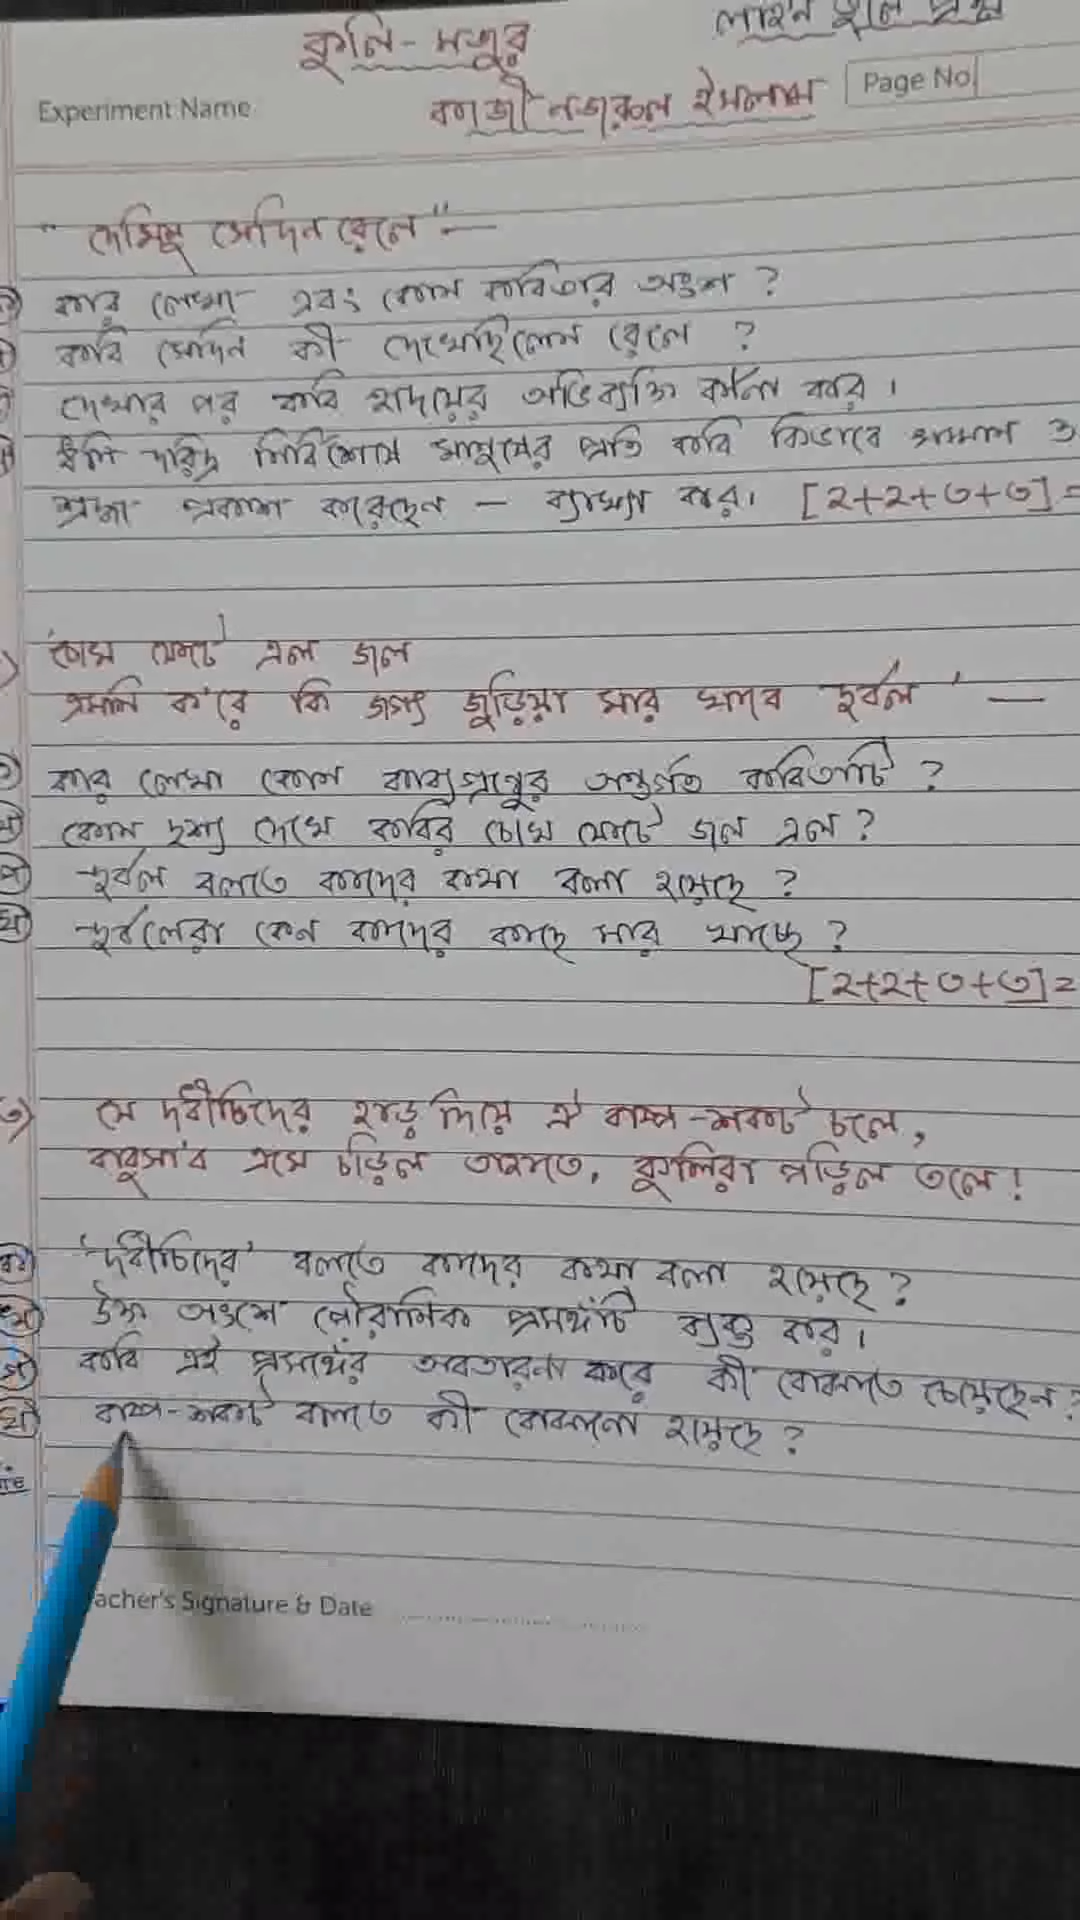 কুলি-মজুর
লাইন তুলে প্রশ্ন
Experiment Name
কাজী নজরুল ইসলাম
Page No
"দেখিনু সেদিন রেলে"—
কার লেখা এবং কোন কবিতার অংশ ?
কবি সেদিন কী দেখেছিলেন রেলে ?
দেখার পর কবি হৃদয়ের অভিব্যক্তি বর্ণনা কর।
ধনি দরিদ্র নির্বিশেষে মানুষের প্রতি কবি কিভাবে সম্মান ও
শ্রদ্ধা প্রকাশ করেছেন – ব্যাখ্যা কর। [২+২+৩+৩]=
'চোখ ফেটে এল জল
এমনি ক'রে কি জগৎ জুড়িয়া মার খাবে দুর্বল' —
কার লেখা কোন কাব্যগ্রন্থের অন্তর্গত কবিতাটি ?
খ কোন দৃশ্য দেখে কবির চোখ ফেটে জল এল ?
গ দুর্বল বলতে কাদের কথা বলা হয়েছে ?
ঘ দুর্বলেরা কেন কাদের কাছে মার খাচ্ছে ?
[২+২+৩+৩]=
৩) যে দধীচিদের হাড় দিয়ে ঐ বাষ্প-শকট চলে,
বাবুসা'ব এসে চড়িল তাহাতে, কুলিরা পড়িল তলে!
ক 'দধীচিদের' বলতে কাদের কথা বলা হয়েছে ?
খ উক্ত অংশে পৌরানিক প্রসঙ্গটি ব্যক্ত কর।
গ কবি এই প্রসঙ্গের অবতারনা করে কী বোঝাতে চেয়েছেন ?
ঘ বাষ্প-শকট বলতে কী বোঝানো হয়েছে ?
acher's Signature & Date